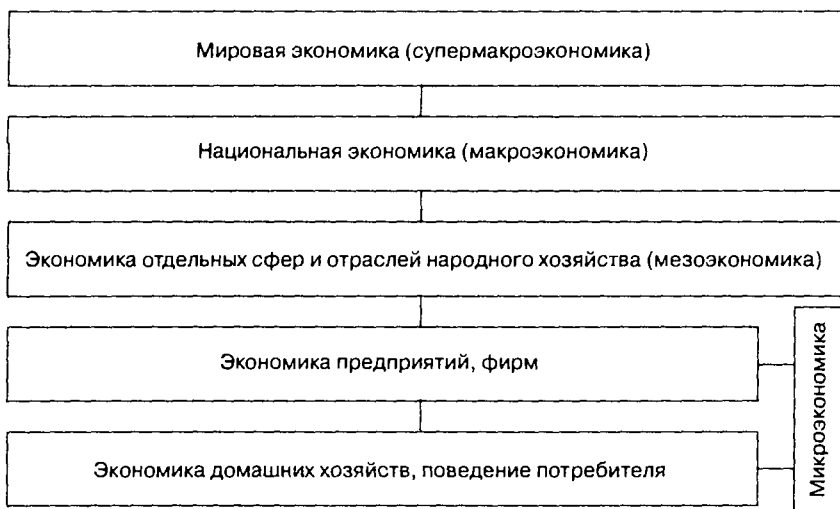 Мировая экономика (супермакроэкономика)
Национальная экономика (макроэкономика)
Экономика отдельных сфер и отраслей народного хозяйства (мезоэкономика)
Экономика предприятий, фирм
Экономика домашних хозяйств, поведение потребителя
Микроэкономика